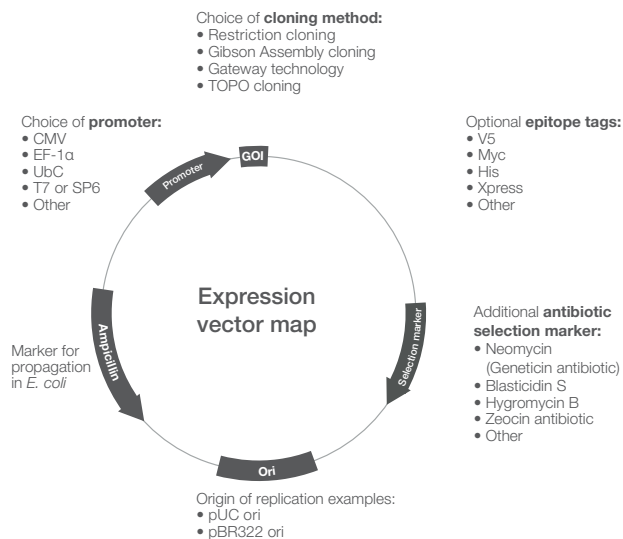 Choice of cloning method:
• Restriction cloning
• Gibson Assembly cloning
• Gateway technology
• TOPO cloning
Choice of promoter:
• CMV
• EF-1α
• UbC
• T7 or SP6
• Other
Optional epitope tags:
• V5
• Myc
• His
• Xpress
• Other
Promoter
GOI
Expression
vector map
Ampicillin
Selection marker
Marker for
propagation
in E. coli
Additional antibiotic
selection marker:
• Neomycin
(Geneticin antibiotic)
• Blasticidin S
• Hygromycin B
• Zeocin antibiotic
• Other
Ori
Origin of replication examples:
• pUC ori
• pBR322 ori